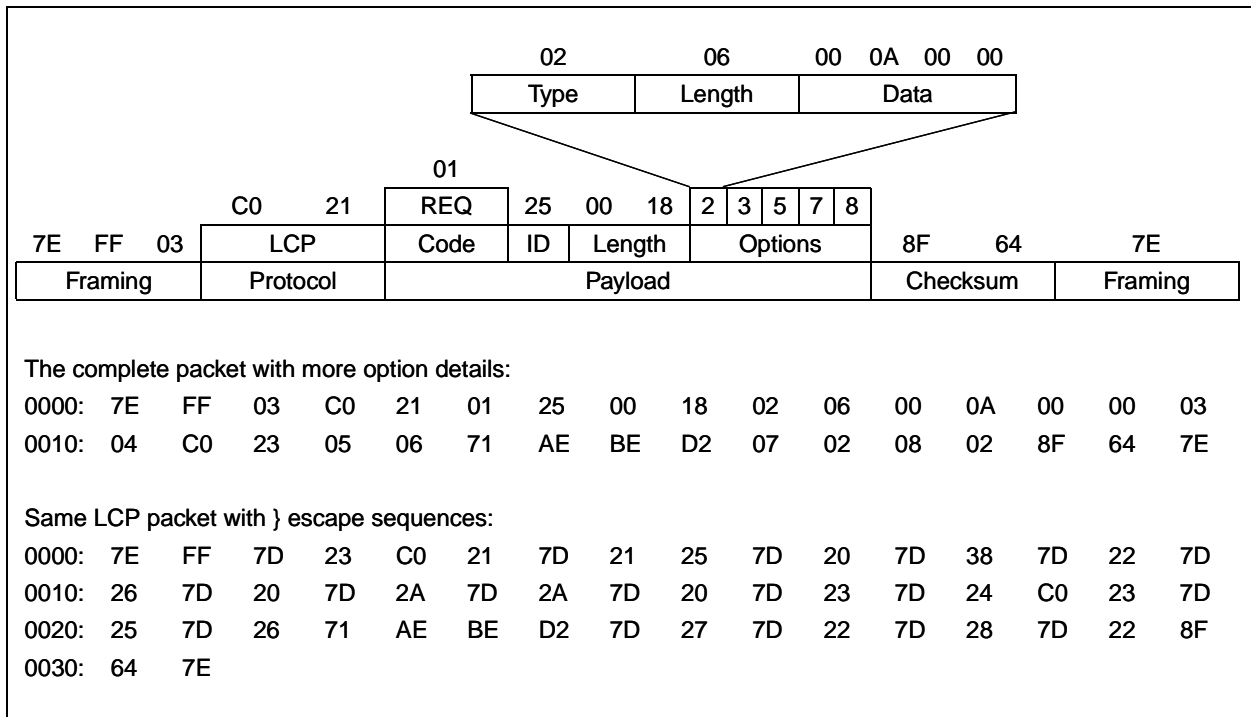 02 06 00 0A 00 00
Type Length Data
01
C0 21 REQ 25 00 18 2 3 5 7 8
7E FF 03 LCP Code ID Length Options 8F 64 7E
Framing Protocol Payload Checksum Framing
The complete packet with more option details:
0000: 7E FF 03 C0 21 01 25 00 18 02 06 00 0A 00 00 03
0010: 04 C0 23 05 06 71 AE BE D2 07 02 08 02 8F 64 7E
Same LCP packet with } escape sequences:
0000: 7E FF 7D 23 C0 21 7D 21 25 7D 20 7D 38 7D 22 7D
0010: 26 7D 20 7D 2A 7D 2A 7D 20 7D 23 7D 24 C0 23 7D
0020: 25 7D 26 71 AE BE D2 7D 27 7D 22 7D 28 7D 22 8F
0030: 64 7E